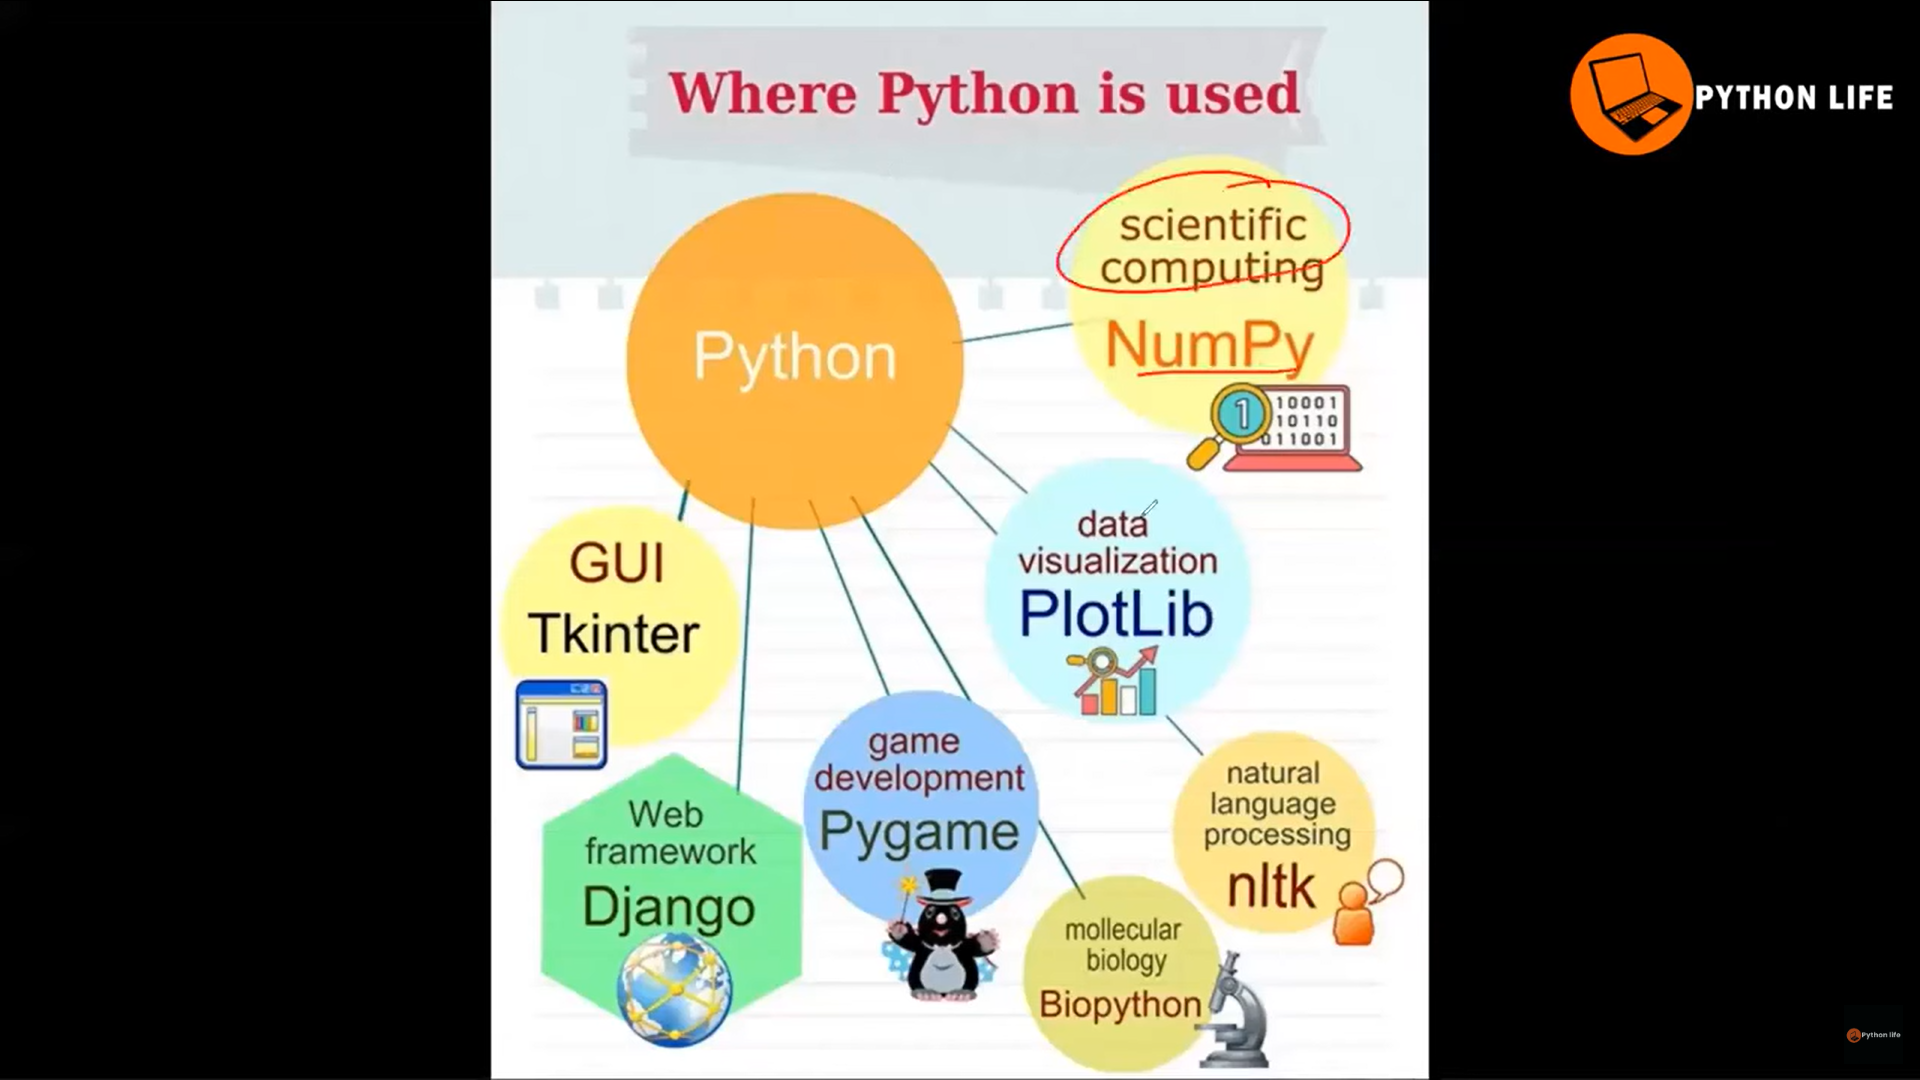 Where Python is used
PYTHON LIFE
Python
scientific
computing
NumPy
1
10001
10110
011001
data
visualization
PlotLib
GUI
Tkinter
game
development
Pygame
natural
language
processing
nltk
Web
framework
Django
mollecular
biology
Biopython
Python life